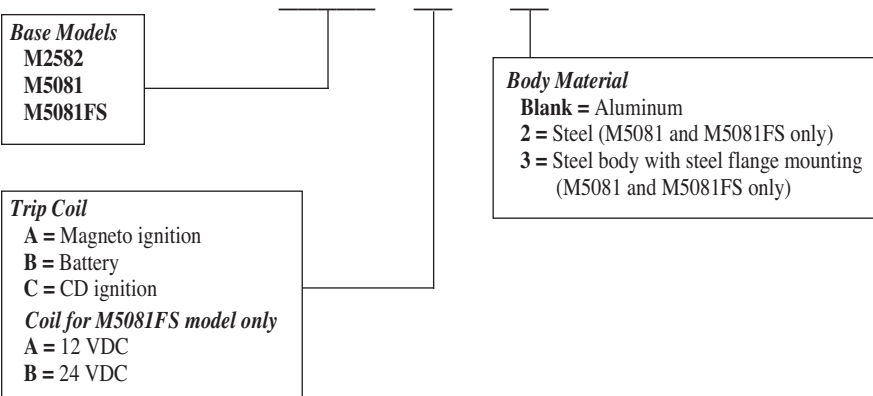 Base Models
M2582
M5081
M5081FS
Body Material
Blank = Aluminum
2 = Steel (M5081 and M5081FS only)
3 = Steel body with steel flange mounting
(M5081 and M5081FS only)
Trip Coil
A = Magneto ignition
B = Battery
C = CD ignition
Coil for M5081FS model only
A = 12 VDC
B = 24 VDC